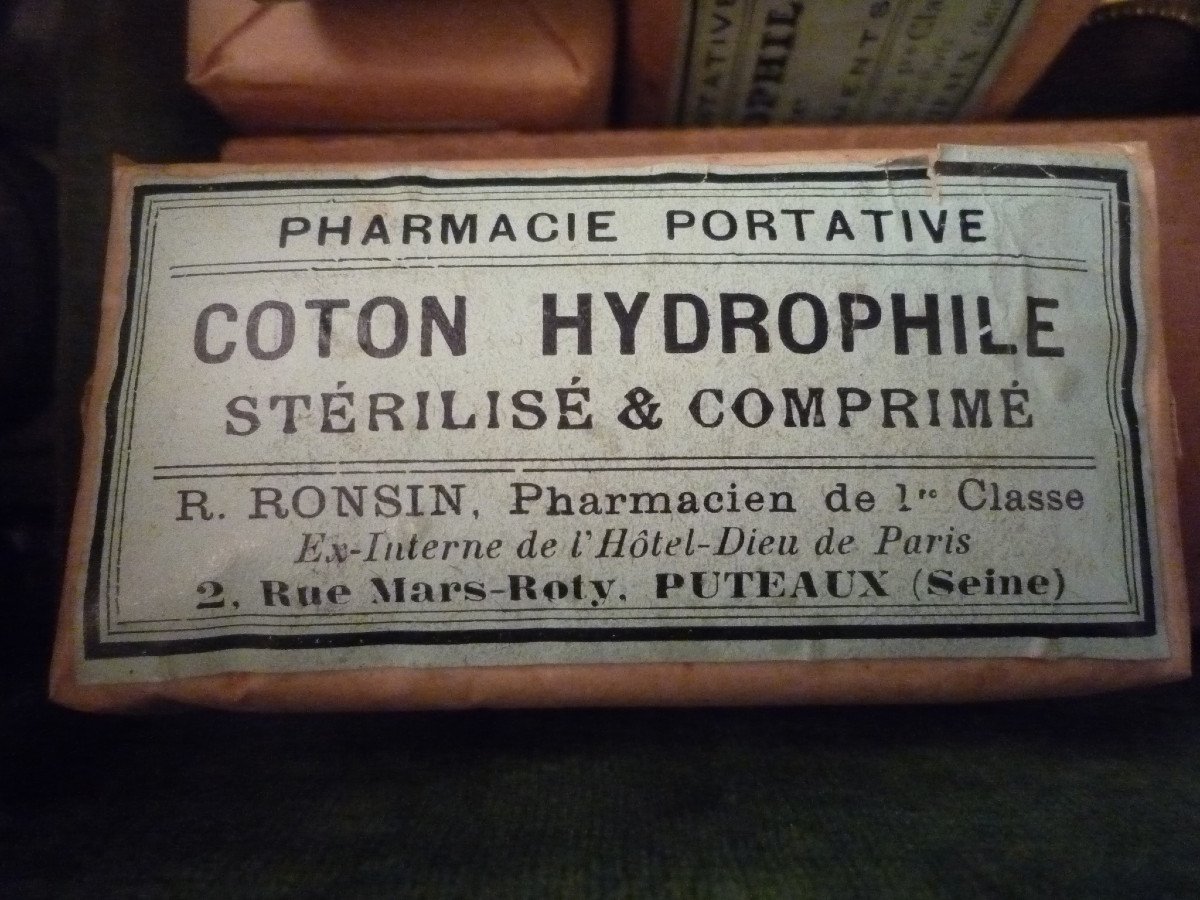 PHARMACIE PORTATIVE
COTON HYDROPHILE
STÉRILISÉ & COMPRIMÉ
R. RONSIN, Pharmacien de 1re Classe
Ex-Interne de l'Hôtel-Dieu de Paris
2, Rue Mars-Roty, PUTEAUX (Seine)